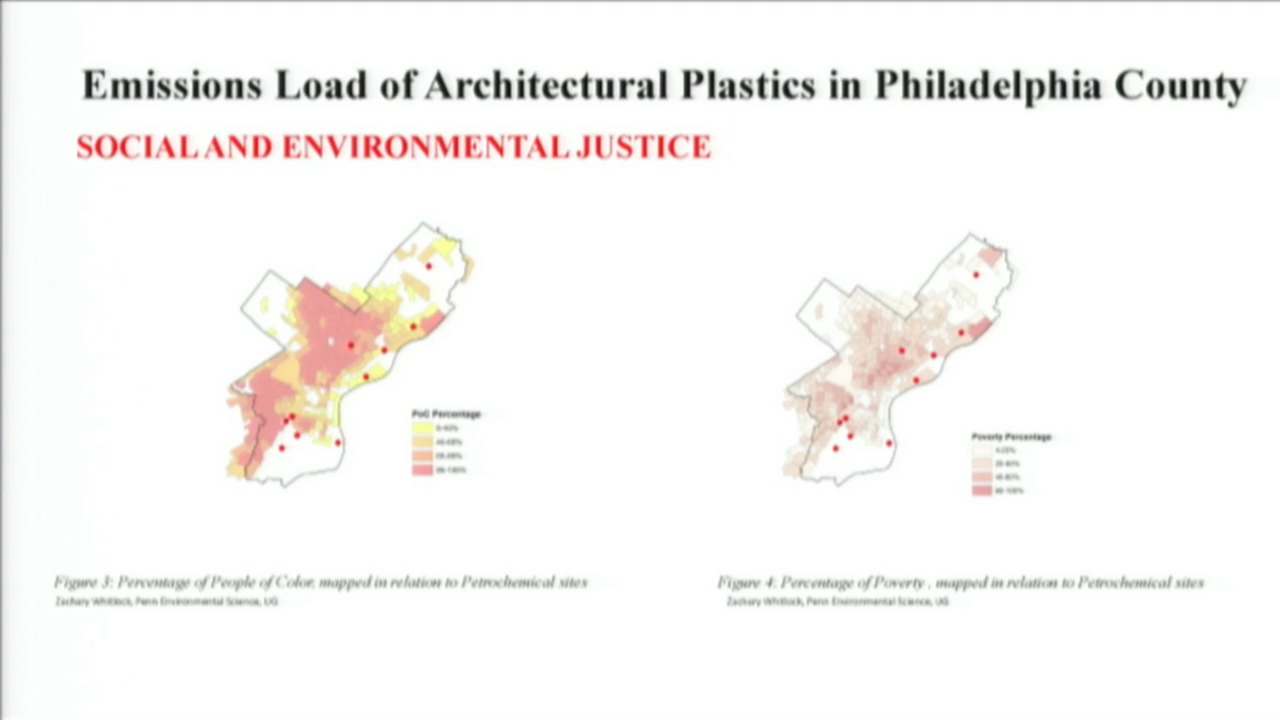 Emissions Load of Architectural Plastics in Philadelphia County
SOCIAL AND ENVIRONMENTAL JUSTICE
PoC Percentage
Poverty Percentage
Figure 3: Percentage of People of Color, mapped in relation to Petrochemical sites
Zachary Whitlock, Penn Environmental Science, UG
Figure 4: Percentage of Poverty , mapped in relation to Petrochemical sites
Zachary Whitlock, Penn Environmental Science, UG